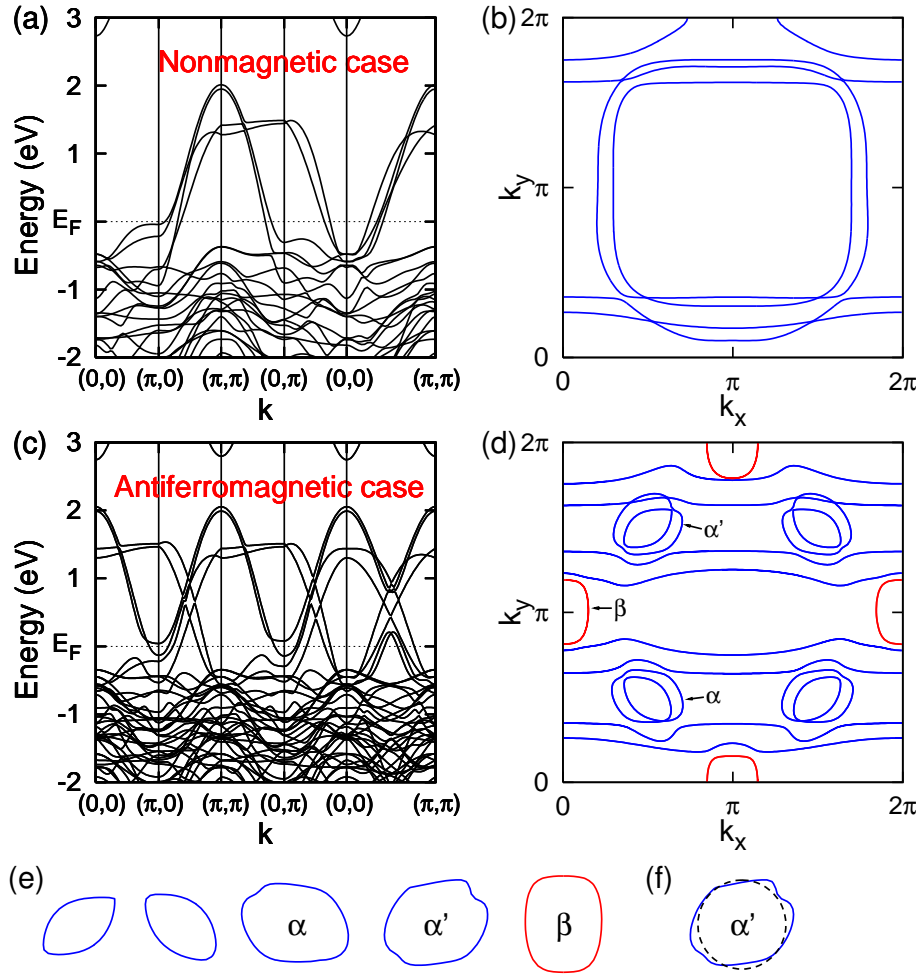 (a)
Nonmagnetic case
Energy (eV)
3
2
1
E_F
-1
-2
(0,0) (π,0) (π,π) (0,π) (0,0) (π,π)
k
(b)
2π
k_y
π
0
0 π 2π
k_x
(c)
Antiferromagnetic case
Energy (eV)
3
2
1
E_F
-1
-2
(0,0) (π,0) (π,π) (0,π) (0,0) (π,π)
k
(d)
2π
k_y
π
0
α'
β
α
0 π 2π
k_x
(e)
α
α'
β
(f)
α'